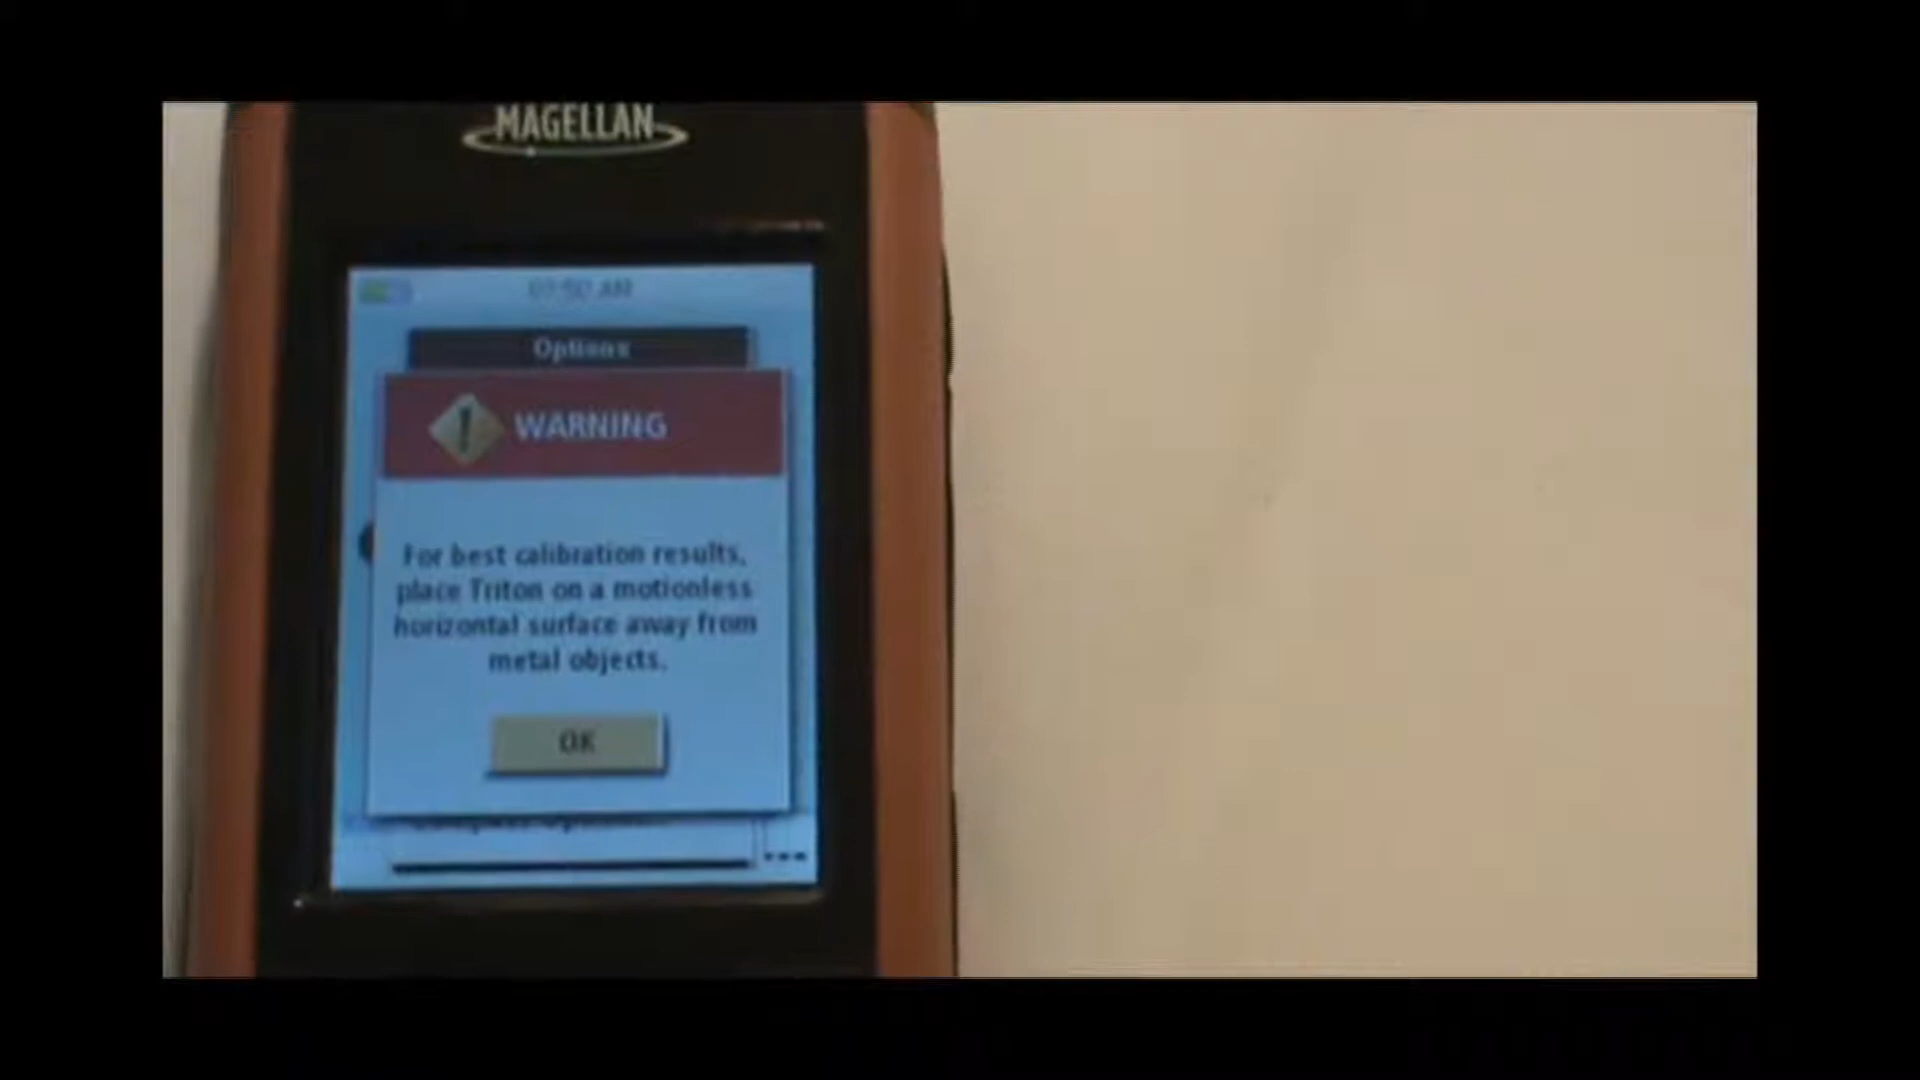 MAGELLAN
Options
WARNING
For best calibration results,
place Triton on a motionless
horizontal surface away from
metal objects.
OK